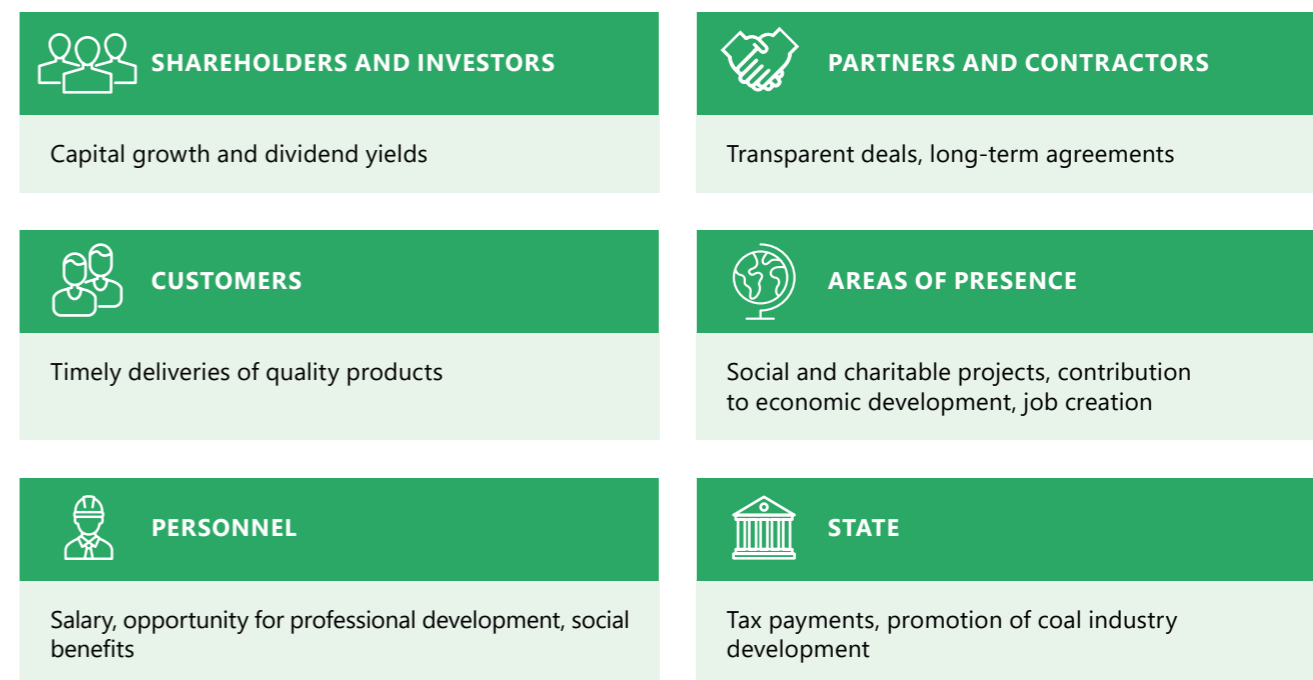 SHAREHOLDERS AND INVESTORS
Capital growth and dividend yields
PARTNERS AND CONTRACTORS
Transparent deals, long-term agreements
CUSTOMERS
Timely deliveries of quality products
AREAS OF PRESENCE
Social and charitable projects, contribution
to economic development, job creation
PERSONNEL
Salary, opportunity for professional development, social
benefits
STATE
Tax payments, promotion of coal industry
development